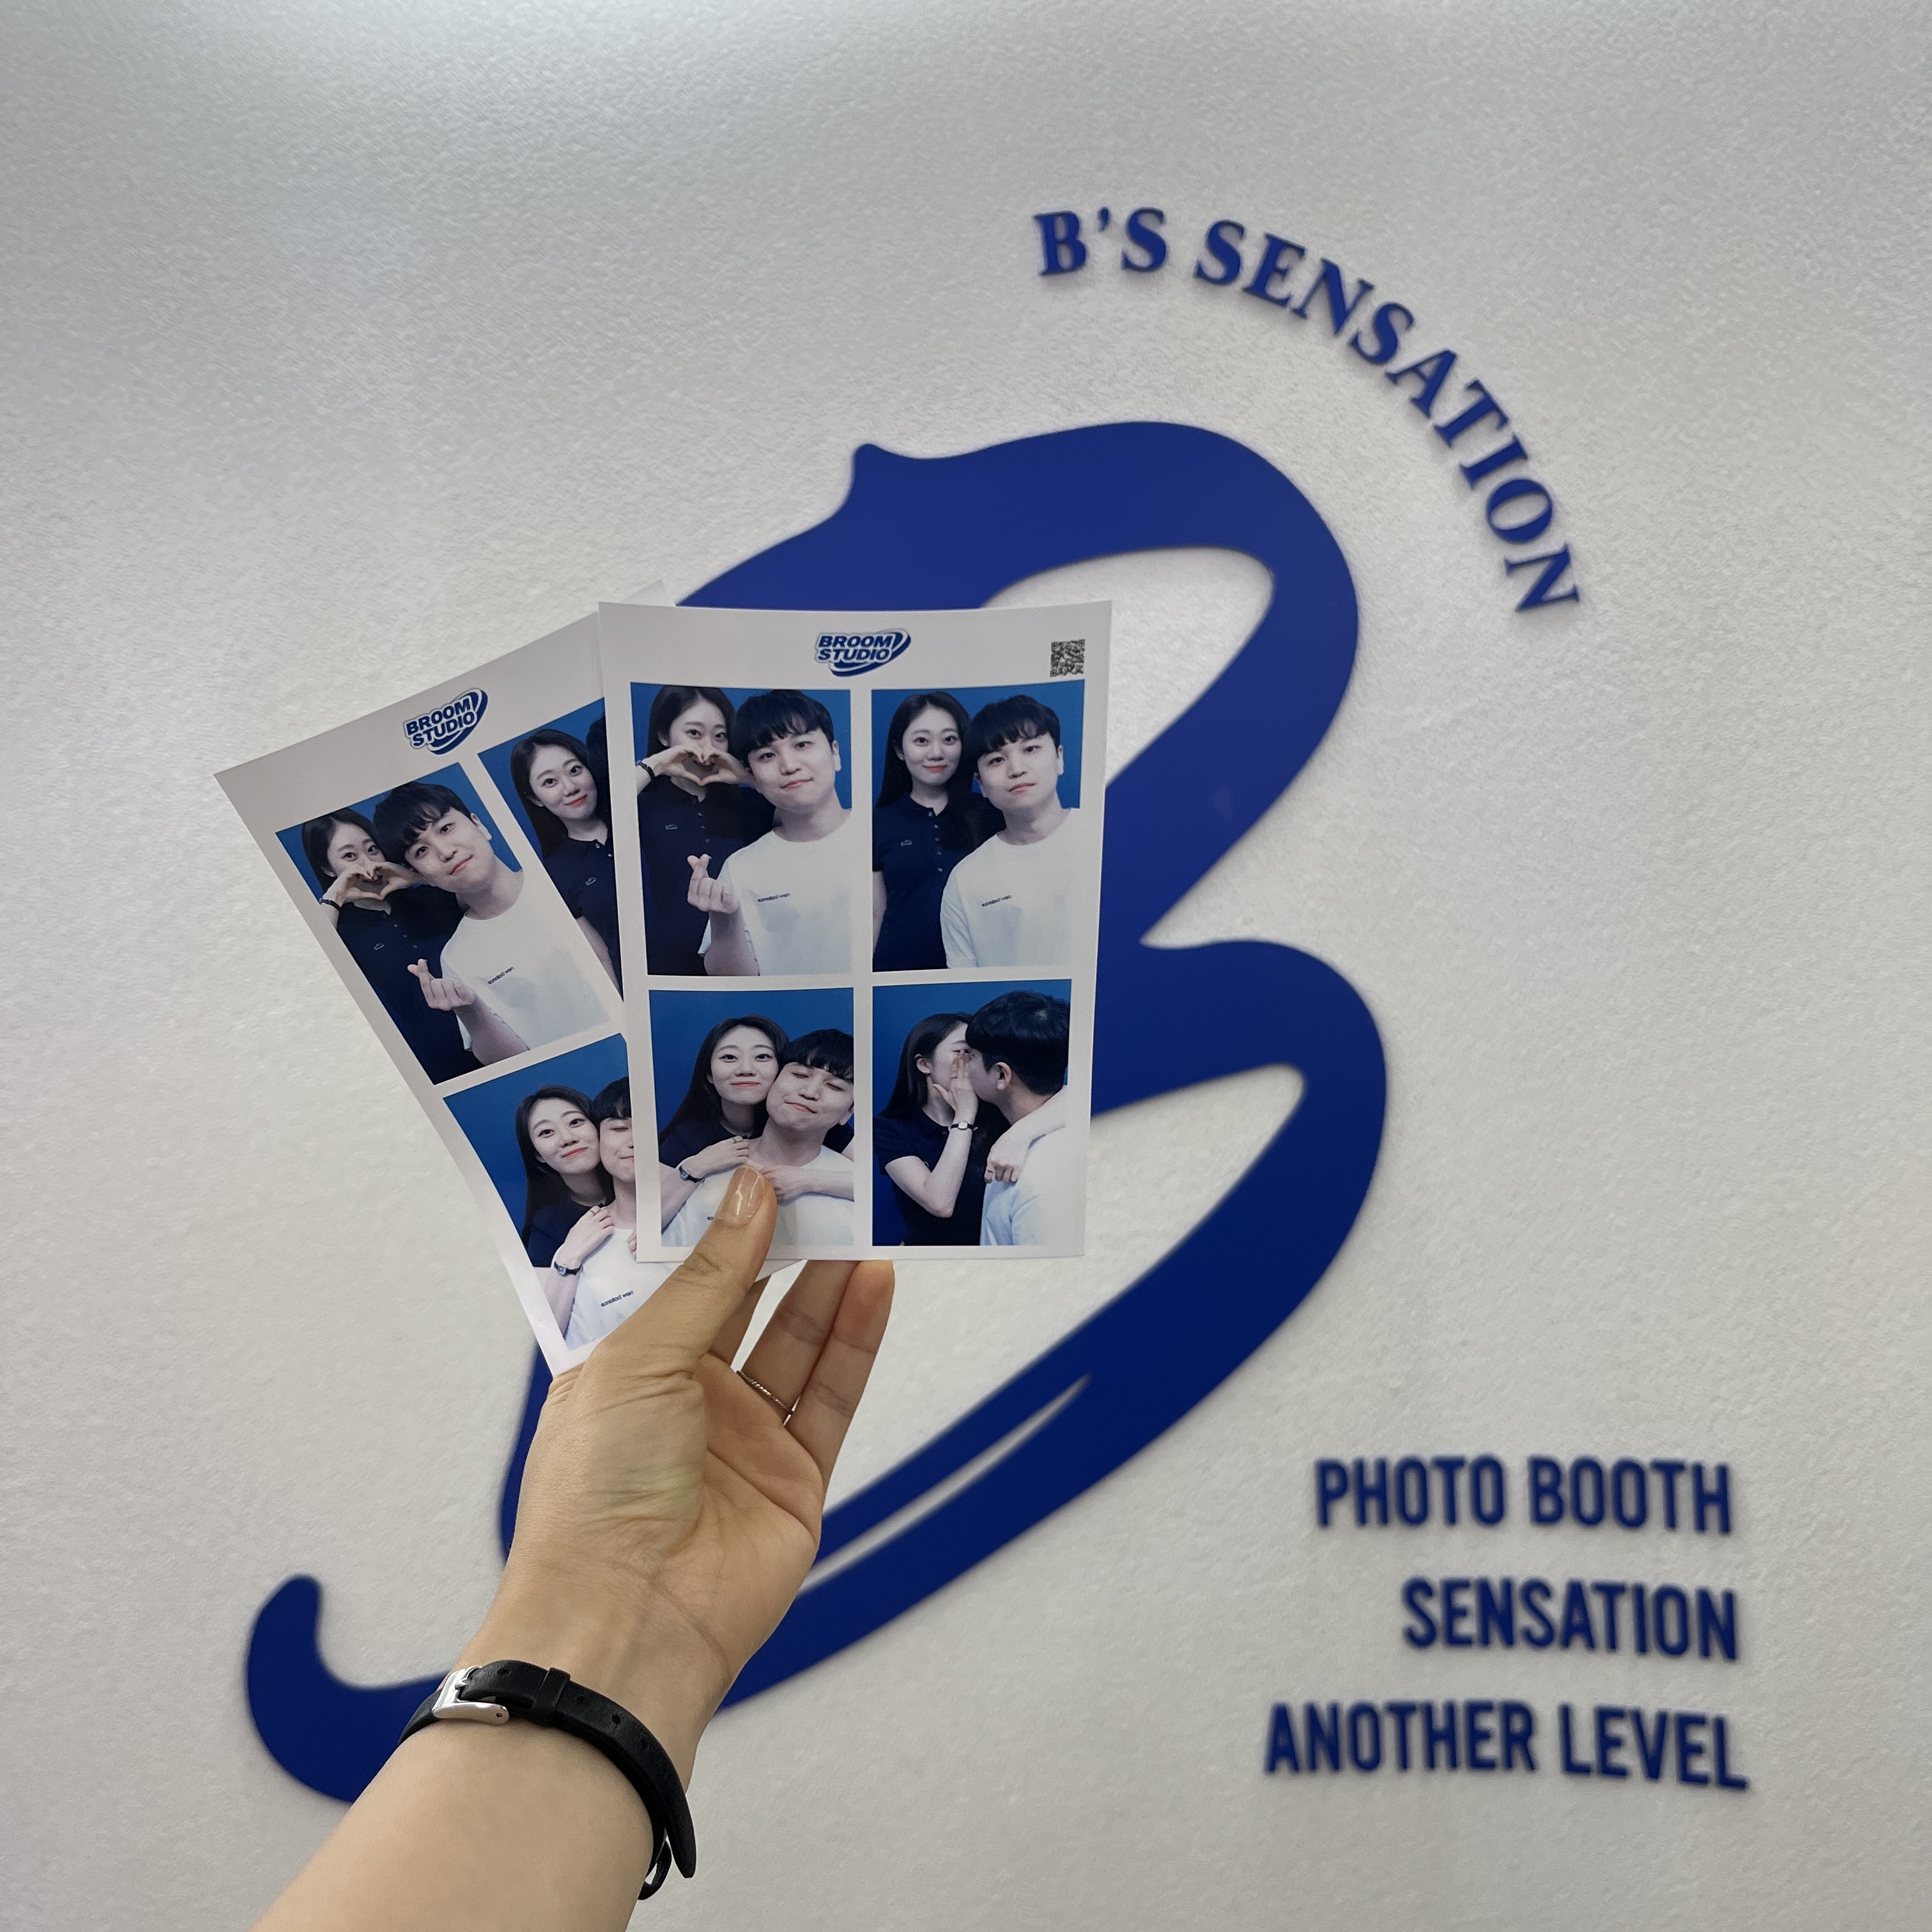 B'S SENSATION
BROOM
STUDIO
BROOM
STUDIO
PHOTO BOOTH
SENSATION
ANOTHER LEVEL